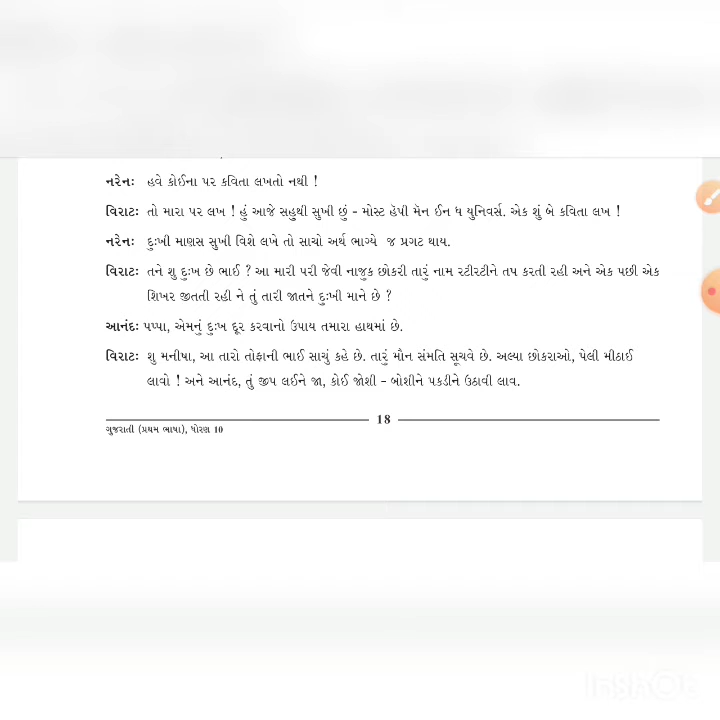 નરેનઃ હવે કોઈના પર કવિતા લખતો નથી !
વિરાટઃ તો મારા પર લખ ! હું આજે સહુથી સુખી છું - મોસ્ટ હૅપી મૅન ઈન ધ યુનિવર્સ. એક શું બે કવિતા લખ !
નરેનઃ દુઃખી માણસ સુખી વિશે લખે તો સાચો અર્થ ભાગ્યે જ પ્રગટ થાય.
વિરાટઃ તને શુ દુઃખ છે ભાઈ ? આ મારી પરી જેવી નાજુક છોકરી તારું નામ રટીરટીને તપ કરતી રહી અને એક પછી એક
શિખર જીતતી રહી ને તું તારી જાતને દુઃખી માને છે ?
આનંદઃ પપ્પા, એમનું દુઃખ દૂર કરવાનો ઉપાય તમારા હાથમાં છે.
વિરાટઃ શુ મનીષા, આ તારો તોફાની ભાઈ સાચું કહે છે. તારું મૌન સંમતિ સૂચવે છે. અલ્યા છોકરાઓ, પેલી મીઠાઈ
લાવો ! અને આનંદ, તું જીપ લઈને જા, કોઈ જોશી - બોશીને પકડીને ઉઠાવી લાવ.
18
ગુજરાતી (પ્રથમ ભાષા), ધોરણ 10